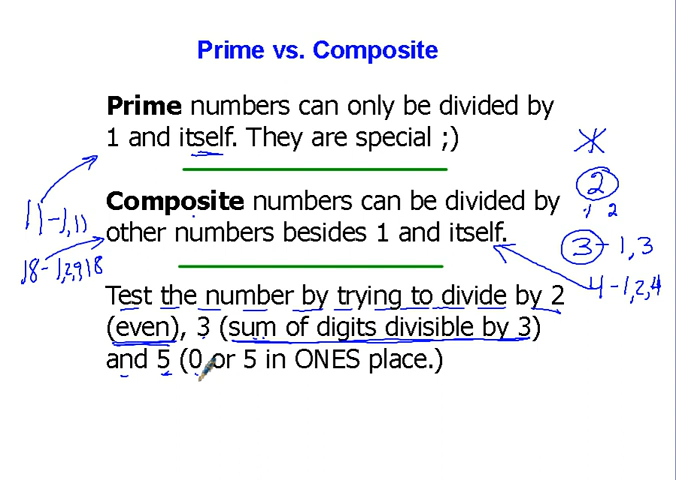 Prime vs. Composite
Prime numbers can only be divided by
1 and itself. They are special ;)
Composite numbers can be divided by
other numbers besides 1 and itself.
Test the number by trying to divide by 2
(even), 3 (sum of digits divisible by 3)
and 5 (0 or 5 in ONES place.)
11 - 1, 11
18 - 1, 2, 9, 18
2
1 2
3 - 1, 3
4 - 1, 2, 4